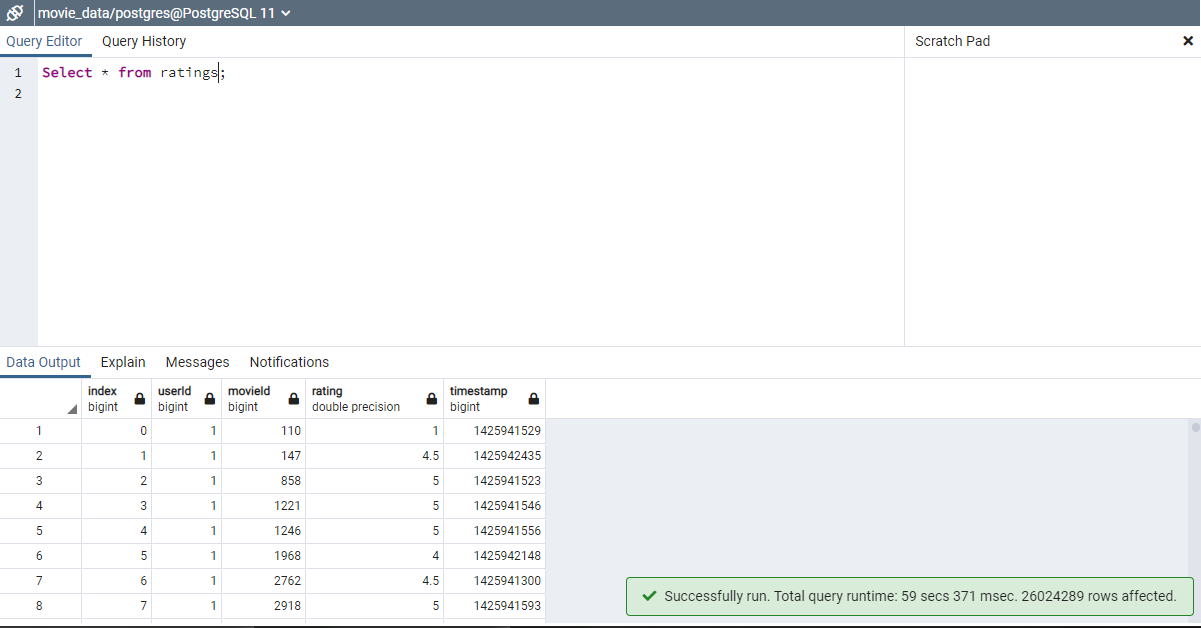 movie_data/postgres@PostgreSQL 11
Query Editor Query History Scratch Pad
1 Select * from ratings;
2
Data Output Explain Messages Notifications
index userId movieId rating timestamp
bigint bigint bigint double precision bigint
1 0 1 110 1 1425941529
2 1 1 147 4.5 1425942435
3 2 1 858 5 1425941523
4 3 1 1221 5 1425941546
5 4 1 1246 5 1425941556
6 5 1 1968 4 1425942148
7 6 1 2762 4.5 1425941300
8 7 1 2918 5 1425941593
Successfully run. Total query runtime: 59 secs 371 msec. 26024289 rows affected.